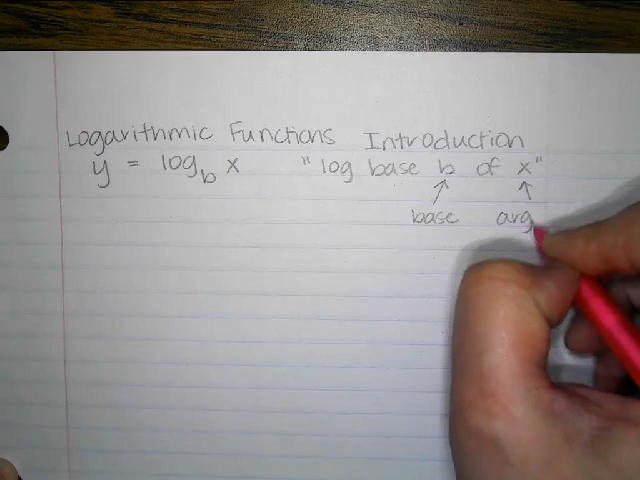 Logarithmic Functions Introduction
y = log_b x "log base b of x"
base arg